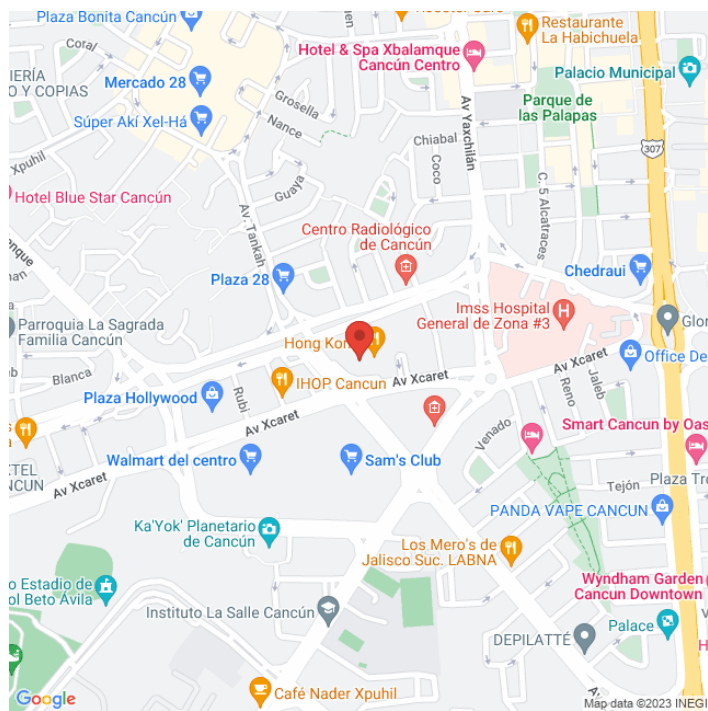 Plaza Bonita Cancún
Restaurante
La Habichuela
Cotal
Hotel & Spa Xbalamque
Cancún Centro
Palacio Municipal
Mercado 28
O Y COPIAS
Grosella
Parque de
las Palapas
Súper Akí Xel-Há
Nance
Chiabal
Av Yaxchilán
307
Xpuhil
Guaya
Coco
C. 5 Alcatraces
Hotel Blue Star Cancún
Av. Tankah
Centro Radiológico
de Cancún
Plaza 28
Chedraui
Imss Hospital
General de Zona #3
Parroquia La Sagrada
Familia Cancún
Hong Kon
Blanca
IHOP Cancun
Av Xcaret
Av Xcaret
Office De
Plaza Hollywood
Rubi
Reno
Jaleb
Av Xcaret
Venado
Smart Cancun by Oas
Walmart del centro
Sam's Club
Av Xcaret
Tejón
Plaza Tro
PANDA VAPE CANCUN
Ka'Yok' Planetario
de Cancún
Los Mero's de
Jalisco Suc. LABNA
o Estadio de
ol Beto Ávila
Wyndham Garden
Cancun Downtown
Instituto La Salle Cancún
Palace
DEPILATTÉ
Café Nader Xpuhil
Google
Map data ©2023 INEGI